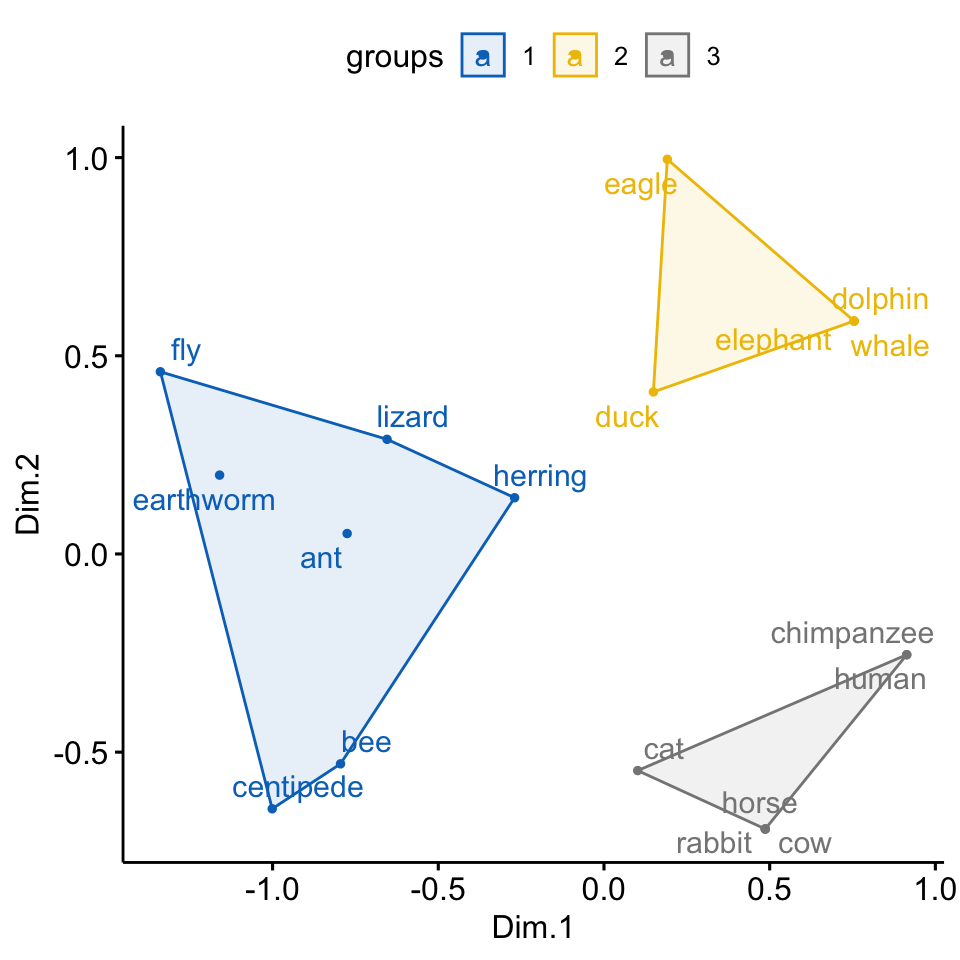 groups a 1 a 2 a 3
1.0
eagle
dolphin
elephant
whale
0.5
fly
duck
lizard
herring
earthworm
Dim.2
0.0
ant
chimpanzee
human
-0.5
bee
cat
centipede
horse
rabbit cow
-1.0 -0.5 0.0 0.5 1.0
Dim.1